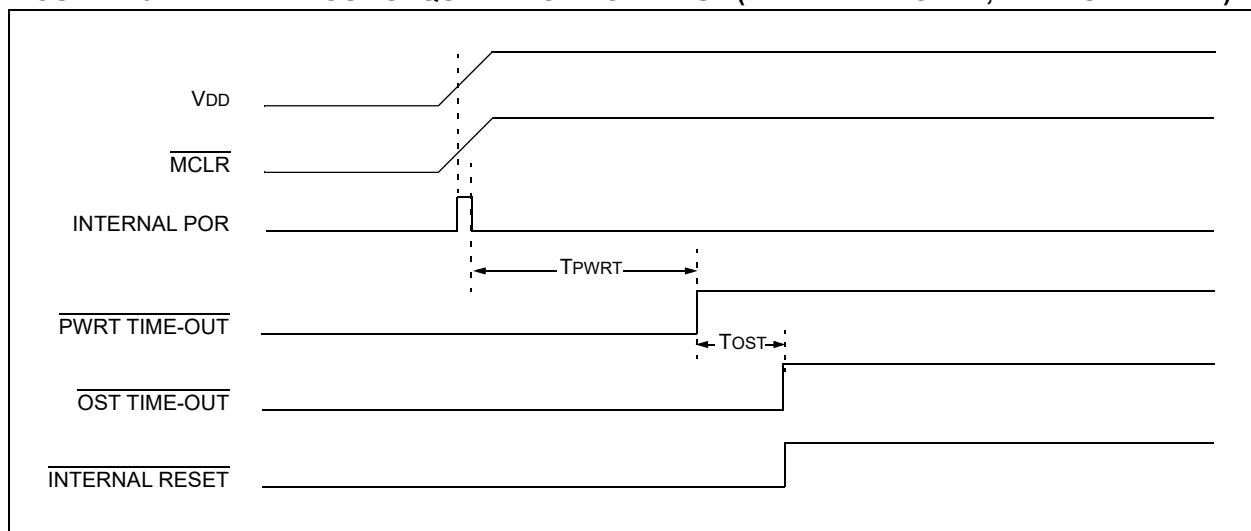 VDD
MCLR
INTERNAL POR
TPWRT
PWRT TIME-OUT
TOST
OST TIME-OUT
INTERNAL RESET